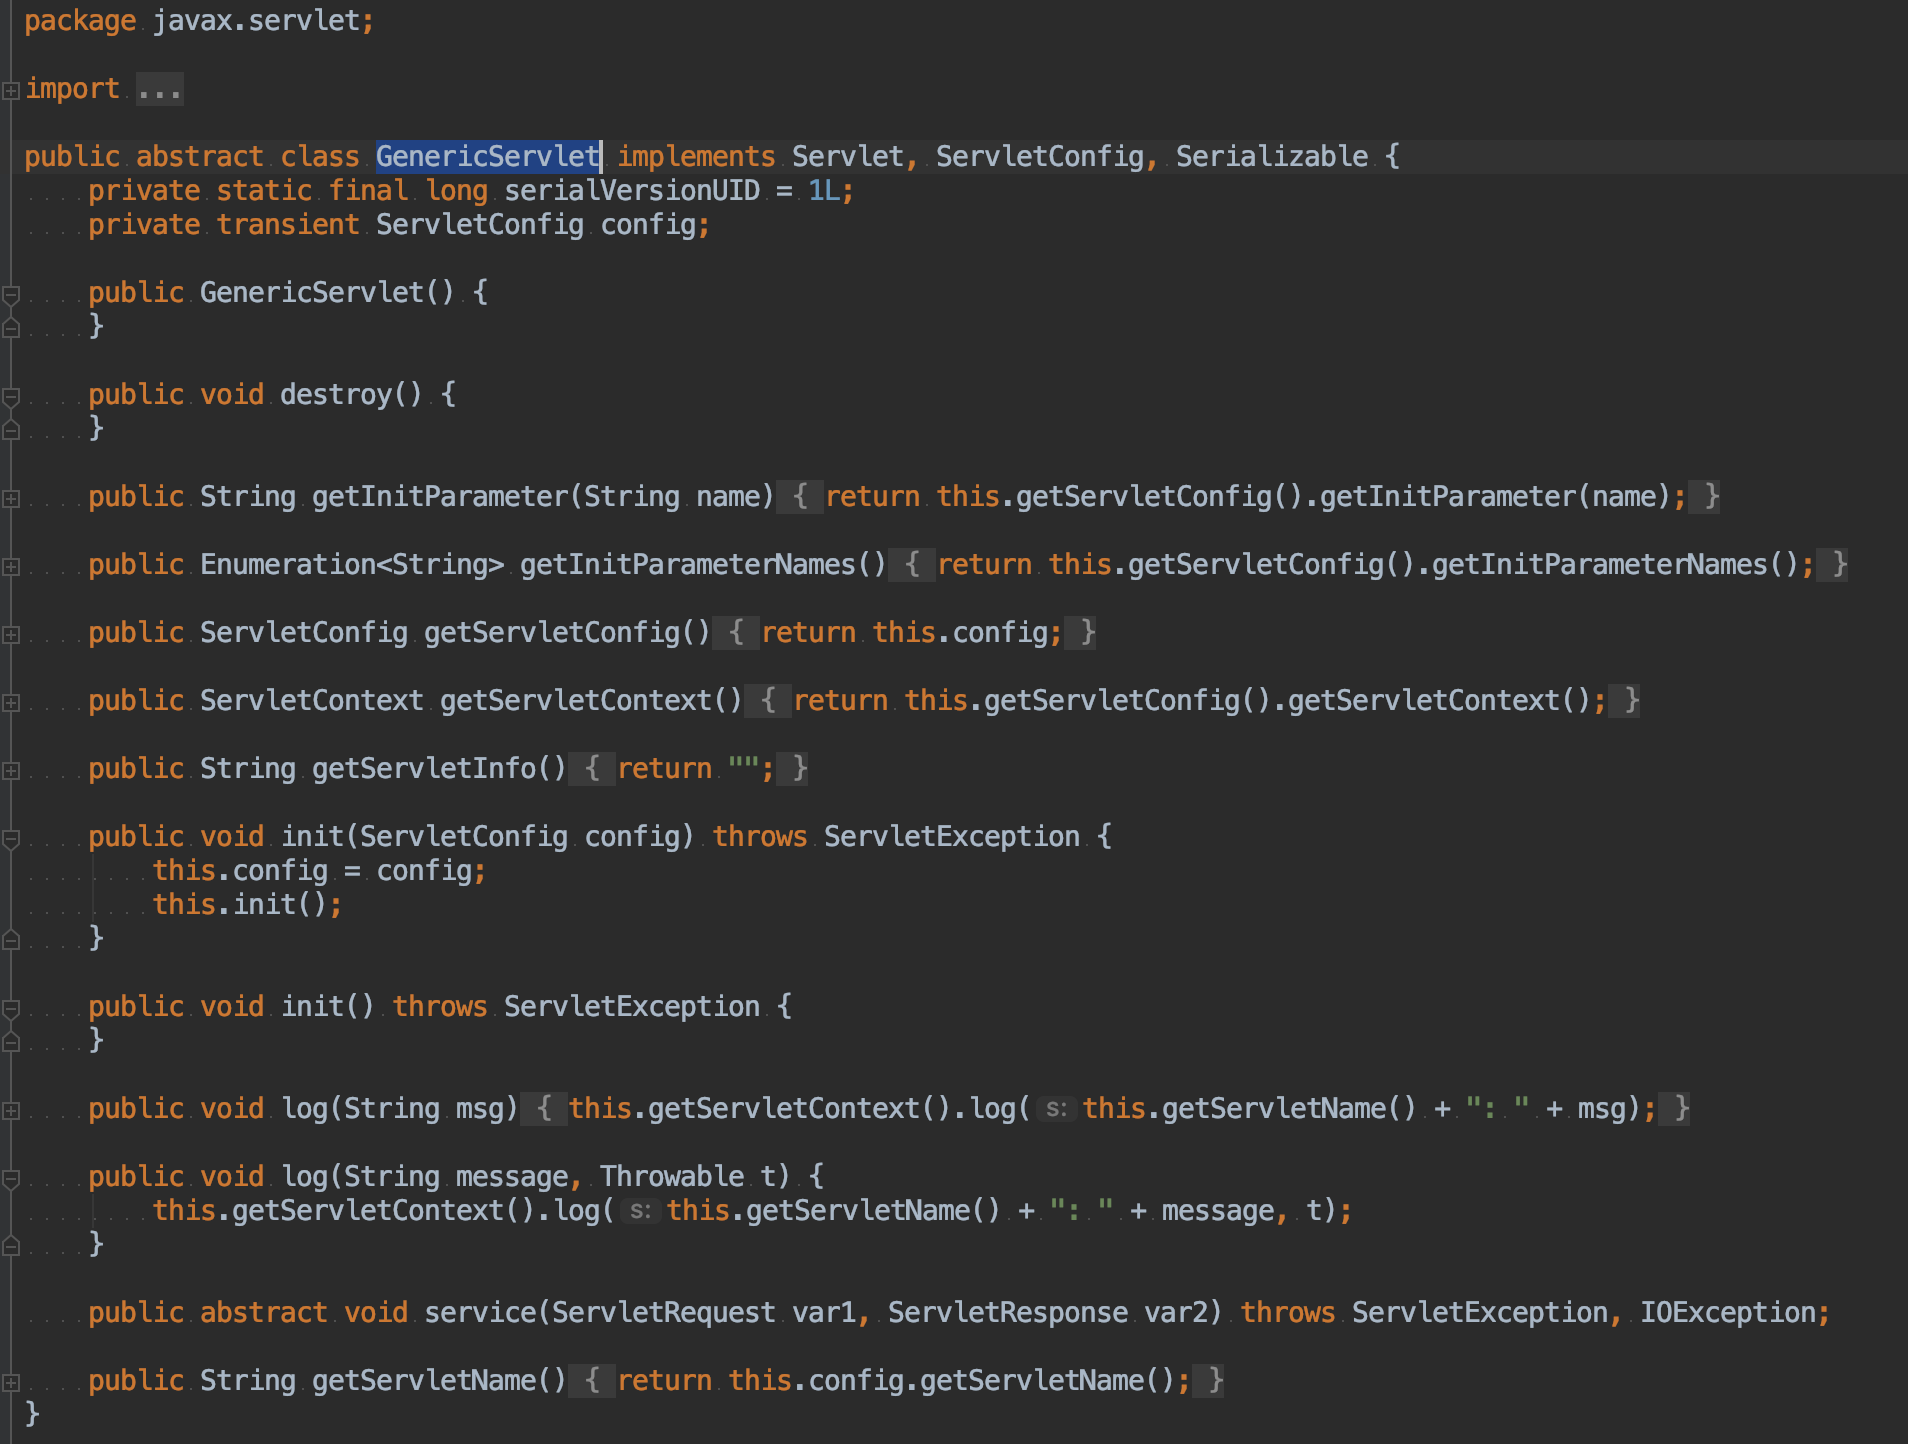 package javax.servlet;
import ...
public abstract class GenericServlet implements Servlet, ServletConfig, Serializable {
    private static final long serialVersionUID = 1L;
    private transient ServletConfig config;
    public GenericServlet() {
    }
    public void destroy() {
    }
    public String getInitParameter(String name) { return this.getServletConfig().getInitParameter(name); }
    public Enumeration<String> getInitParameterNames() { return this.getServletConfig().getInitParameterNames(); }
    public ServletConfig getServletConfig() { return this.config; }
    public ServletContext getServletContext() { return this.getServletConfig().getServletContext(); }
    public String getServletInfo() { return ""; }
    public void init(ServletConfig config) throws ServletException {
        this.config = config;
        this.init();
    }
    public void init() throws ServletException {
    }
    public void log(String msg) { this.getServletContext().log( s: this.getServletName() + ": " + msg); }
    public void log(String message, Throwable t) {
        this.getServletContext().log( s: this.getServletName() + ": " + message, t);
    }
    public abstract void service(ServletRequest var1, ServletResponse var2) throws ServletException, IOException;
    public String getServletName() { return this.config.getServletName(); }
}